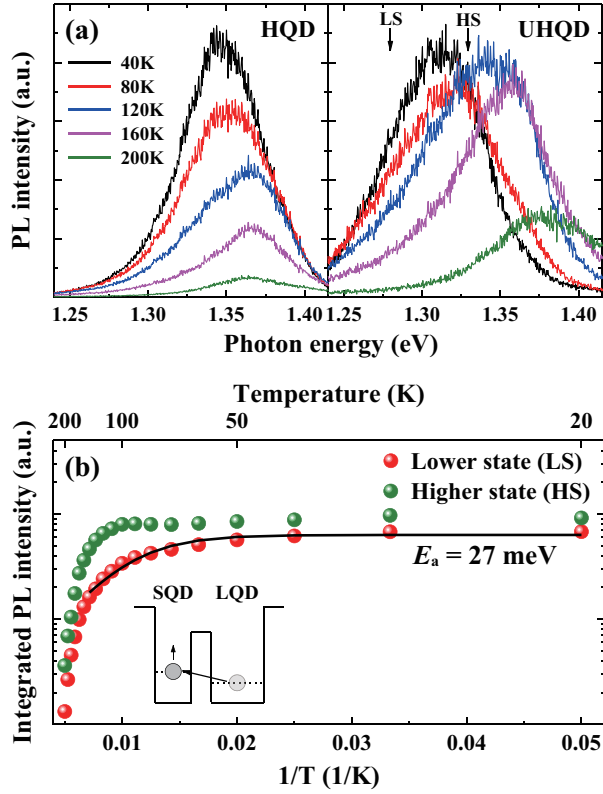 (a) HQD LS HS UHQD
40K
80K
120K
160K
200K
PL intensity (a.u.)
1.25 1.30 1.35 1.40 1.25 1.30 1.35 1.40
Photon energy (eV)
Temperature (K)
200 100 50 20
(b) Lower state (LS)
Higher state (HS)
Eₐ = 27 meV
SQD LQD
Integrated PL intensity (a.u.)
0.01 0.02 0.03 0.04 0.05
1/T (1/K)